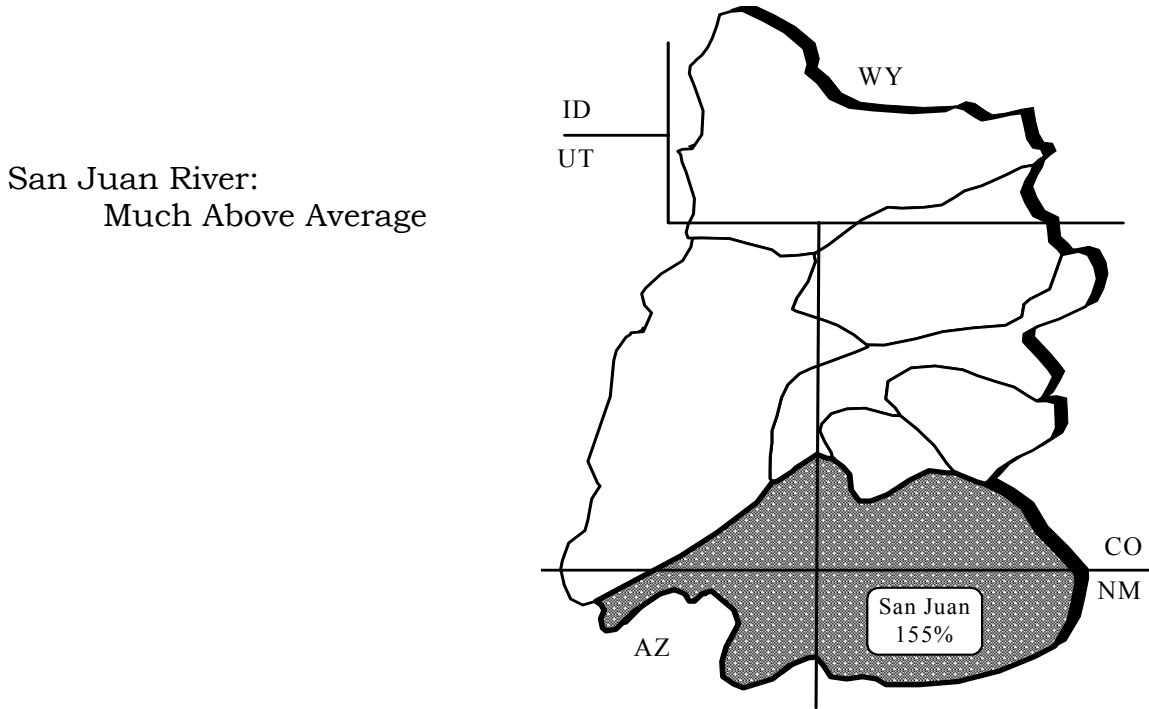 San Juan River:
Much Above Average
WY
ID
UT
CO
NM
San Juan
155%
AZ